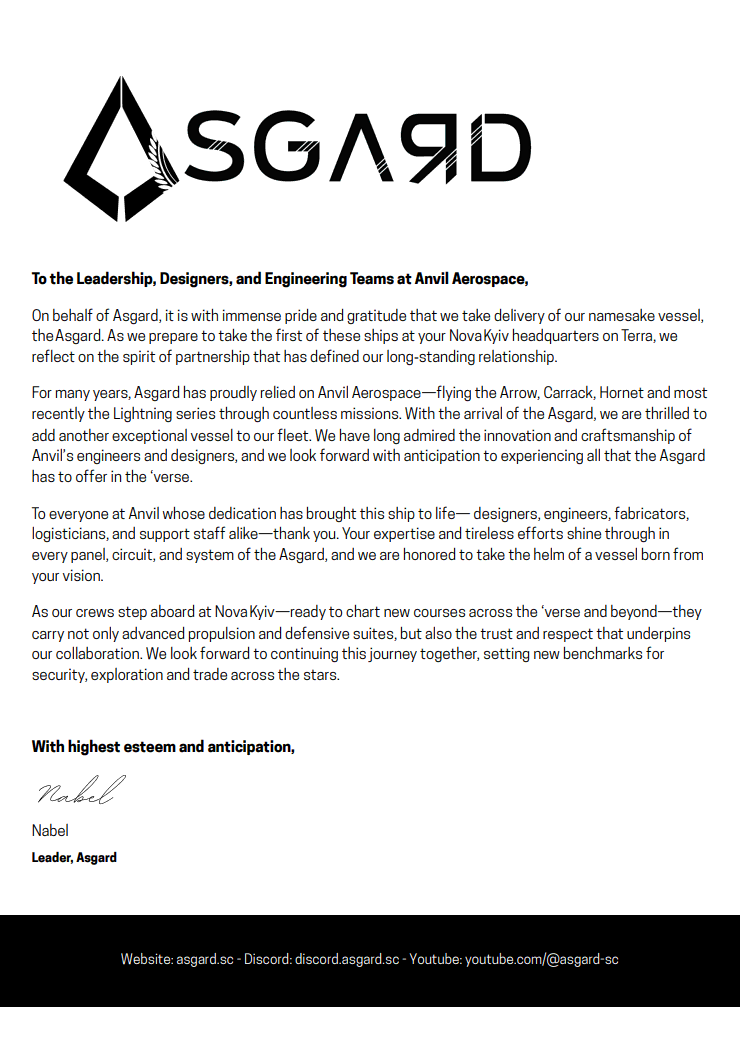 ASGARD
To the Leadership, Designers, and Engineering Teams at Anvil Aerospace,
On behalf of Asgard, it is with immense pride and gratitude that we take delivery of our namesake vessel,
the Asgard. As we prepare to take the first of these ships at your Nova Kyiv headquarters on Terra, we
reflect on the spirit of partnership that has defined our long-standing relationship.
For many years, Asgard has proudly relied on Anvil Aerospace—flying the Arrow, Carrack, Hornet and most
recently the Lightning series through countless missions. With the arrival of the Asgard, we are thrilled to
add another exceptional vessel to our fleet. We have long admired the innovation and craftsmanship of
Anvil's engineers and designers, and we look forward with anticipation to experiencing all that the Asgard
has to offer in the ‘verse.
To everyone at Anvil whose dedication has brought this ship to life— designers, engineers, fabricators,
logisticians, and support staff alike—thank you. Your expertise and tireless efforts shine through in
every panel, circuit, and system of the Asgard, and we are honored to take the helm of a vessel born from
your vision.
As our crews step aboard at Nova Kyiv—ready to chart new courses across the ‘verse and beyond—they
carry not only advanced propulsion and defensive suites, but also the trust and respect that underpins
our collaboration. We look forward to continuing this journey together, setting new benchmarks for
security, exploration and trade across the stars.
With highest esteem and anticipation,
Nabel
Nabel
Leader, Asgard
Website: asgard.sc - Discord: discord.asgard.sc - Youtube: youtube.com/@asgard-sc